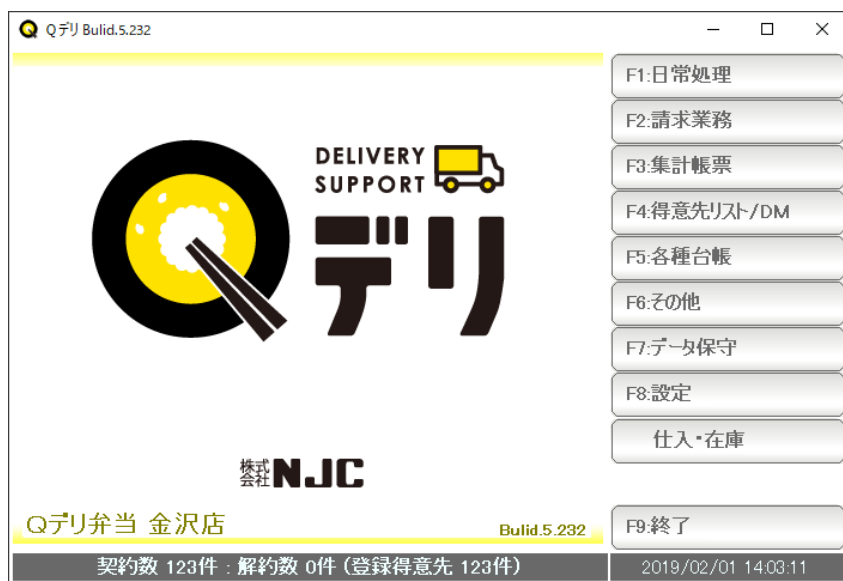 Qデリ Bulid.5.232
DELIVERY
SUPPORT
デリ
株式会社NJC
Qデリ弁当 金沢店
Bulid.5.232
契約数 123件 : 解約数 0件 (登録得意先 123件)
F1:日常処理
F2:請求業務
F3:集計帳票
F4:得意先リスト/DM
F5:各種台帳
F6:その他
F7:データ保守
F8:設定
仕入・在庫
F9:終了
2019/02/01 14:03:11